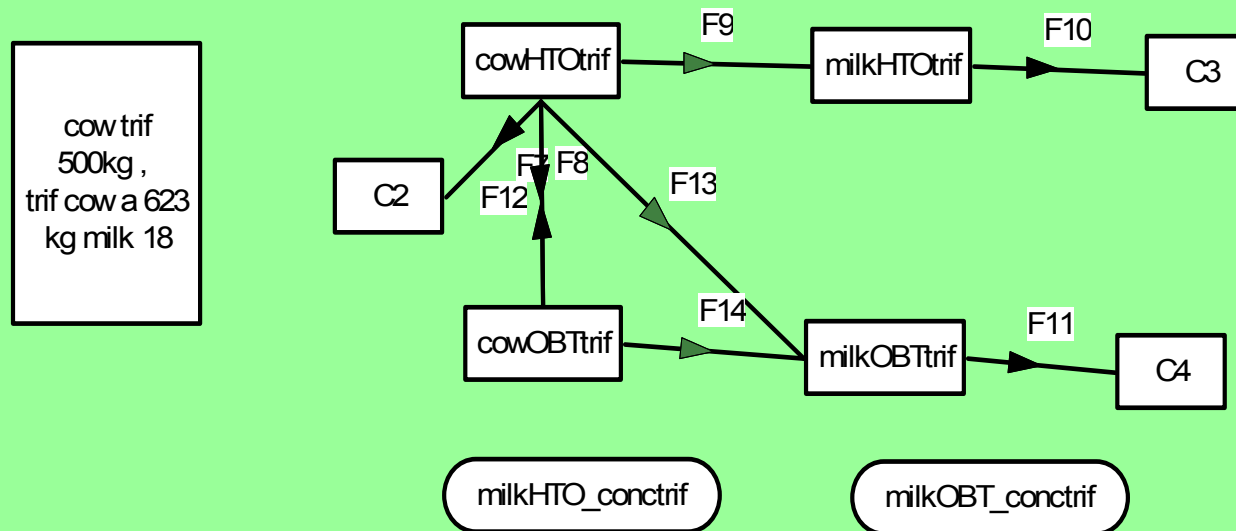 F9
F10
cowHTOtrif
milkHTOtrif
C3
cow trif
500kg ,
trif cow a 623
kg milk 18
C2
F7
F8
F12
F13
F14
cowOBTtrif
milkOBTtrif
F11
C4
milkHTO_conctrif
milkOBT_conctrif